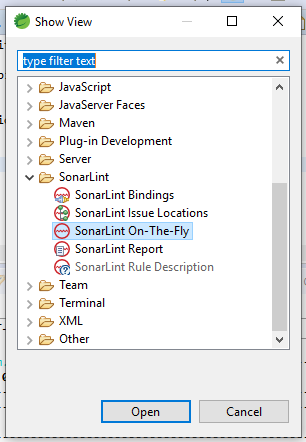 Show View
type filter text
JavaScript
JavaServer Faces
Maven
Plug-in Development
Server
SonarLint
SonarLint Bindings
SonarLint Issue Locations
SonarLint On-The-Fly
SonarLint Report
SonarLint Rule Description
Team
Terminal
XML
Other
Open
Cancel